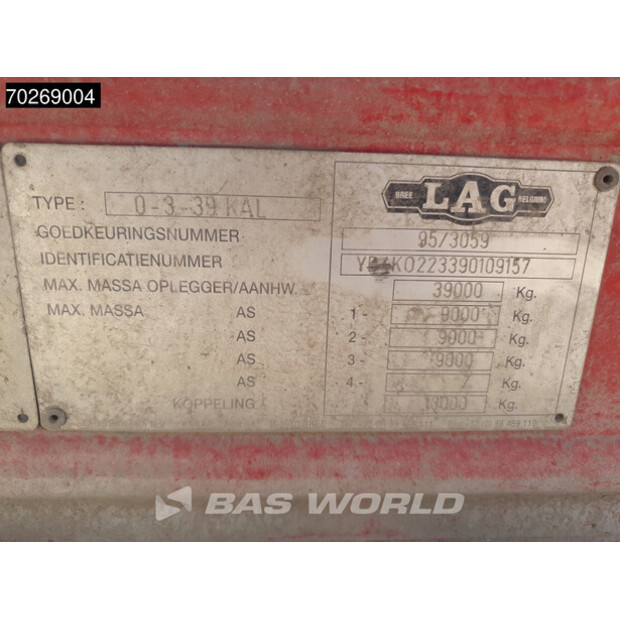 70269004
BREE LAG BELGIUM
TYPE : 0-3-39 KAL
GOEDKEURINGSNUMMER 95/3059
IDENTIFICATIENUMMER
MAX. MASSA OPLEGGER/AANHW. 39000 Kg.
MAX. MASSA AS 1 - 9000 Kg.
AS 2 - 9000 Kg.
AS 3 - 9000 Kg.
AS 4 - / Kg.
KOPPELING 13000 Kg.
BAS WORLD